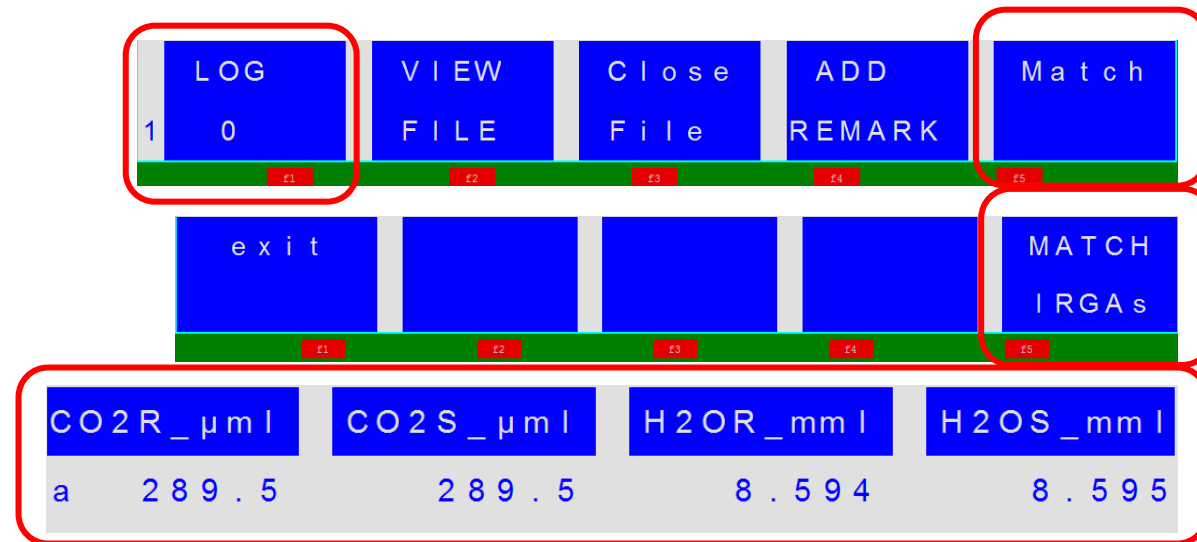 LOG VIEW Close ADD Match
1 0 FILE File REMARK
f1 f2 f3 f4 f5
exit MATCH
IRGAs
f1 f2 f3 f4 f5
CO2R_µml CO2S_µml H2OR_mml H2OS_mml
a 289.5 289.5 8.594 8.595